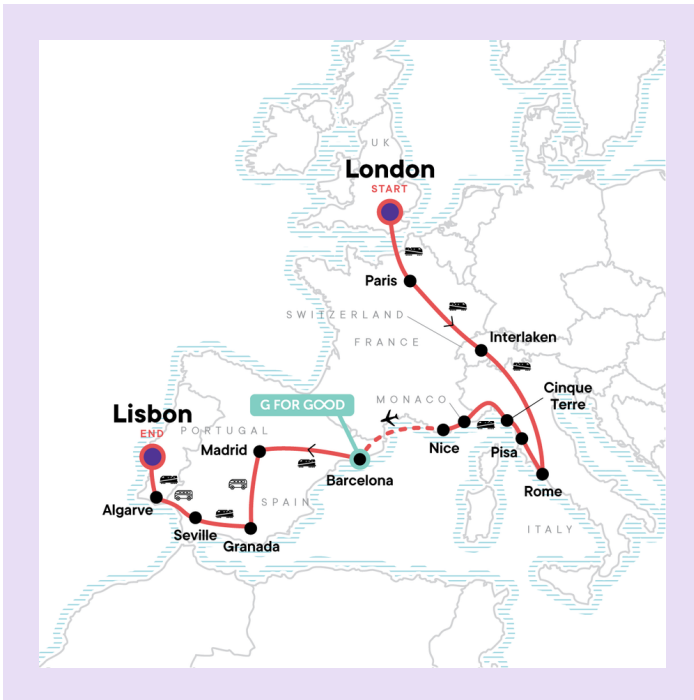 UK
London
START
Paris
SWITZERLAND
FRANCE
Interlaken
Cinque
Terre
MONACO
G FOR GOOD
Lisbon
END
PORTUGAL
Madrid
Nice
Pisa
Barcelona
Rome
Algarve
SPAIN
Seville
Granada
ITALY